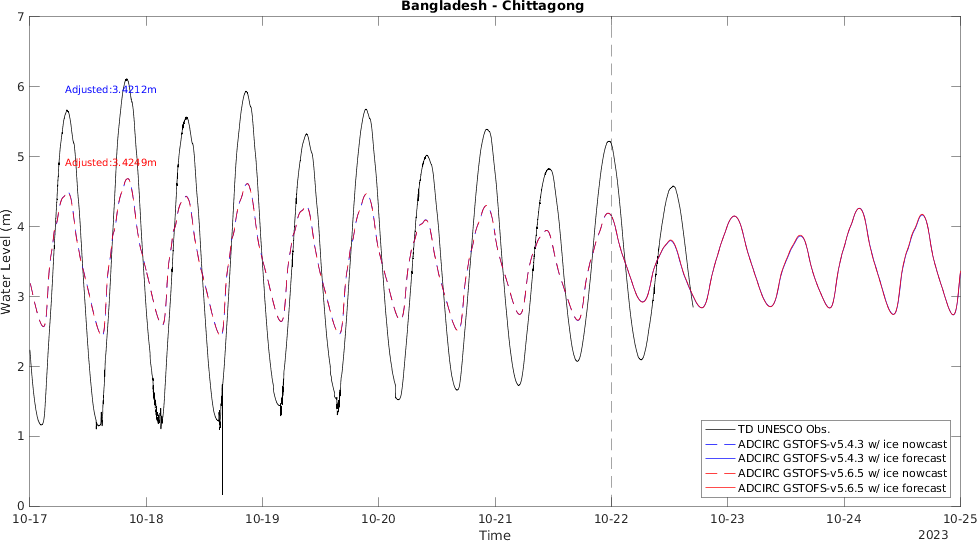 Bangladesh - Chittagong
7
6
5
4
3
2
1
0
Water Level (m)
Adjusted:3.4212m
Adjusted:3.4249m
TD UNESCO Obs.
ADCIRC GSTOFS-v5.4.3 w/ ice nowcast
ADCIRC GSTOFS-v5.4.3 w/ ice forecast
ADCIRC GSTOFS-v5.6.5 w/ ice nowcast
ADCIRC GSTOFS-v5.6.5 w/ ice forecast
10-17 10-18 10-19 10-20 10-21 10-22 10-23 10-24 10-25
Time
2023